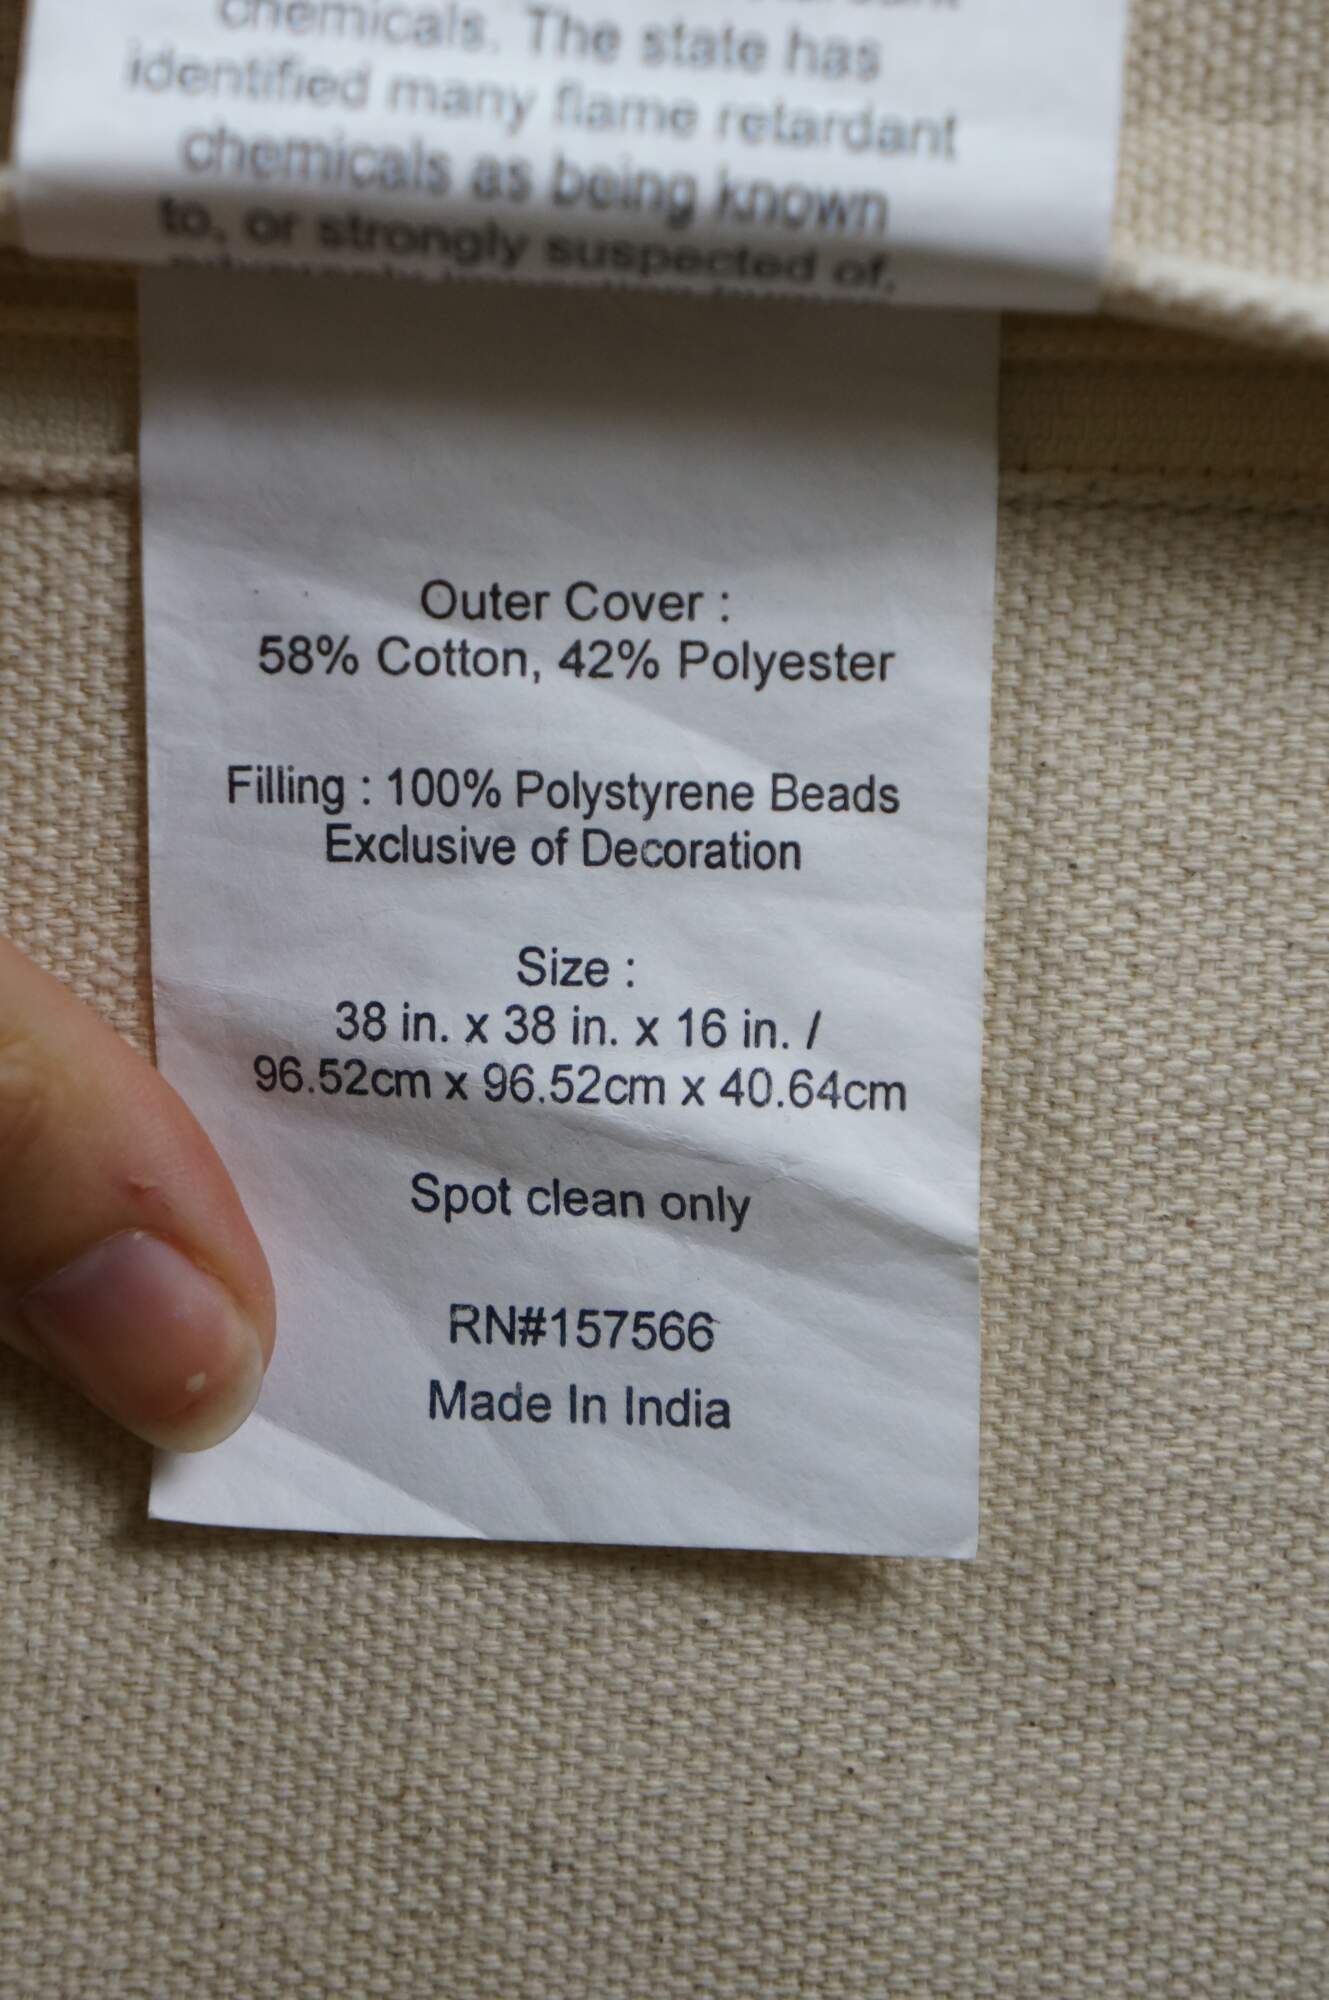 chemicals. The state has
identified many flame retardant
chemicals as being known
to, or strongly suspected of,
Outer Cover :
58% Cotton, 42% Polyester
Filling : 100% Polystyrene Beads
Exclusive of Decoration
Size :
38 in. x 38 in. x 16 in. /
96.52cm x 96.52cm x 40.64cm
Spot clean only
RN#157566
Made In India